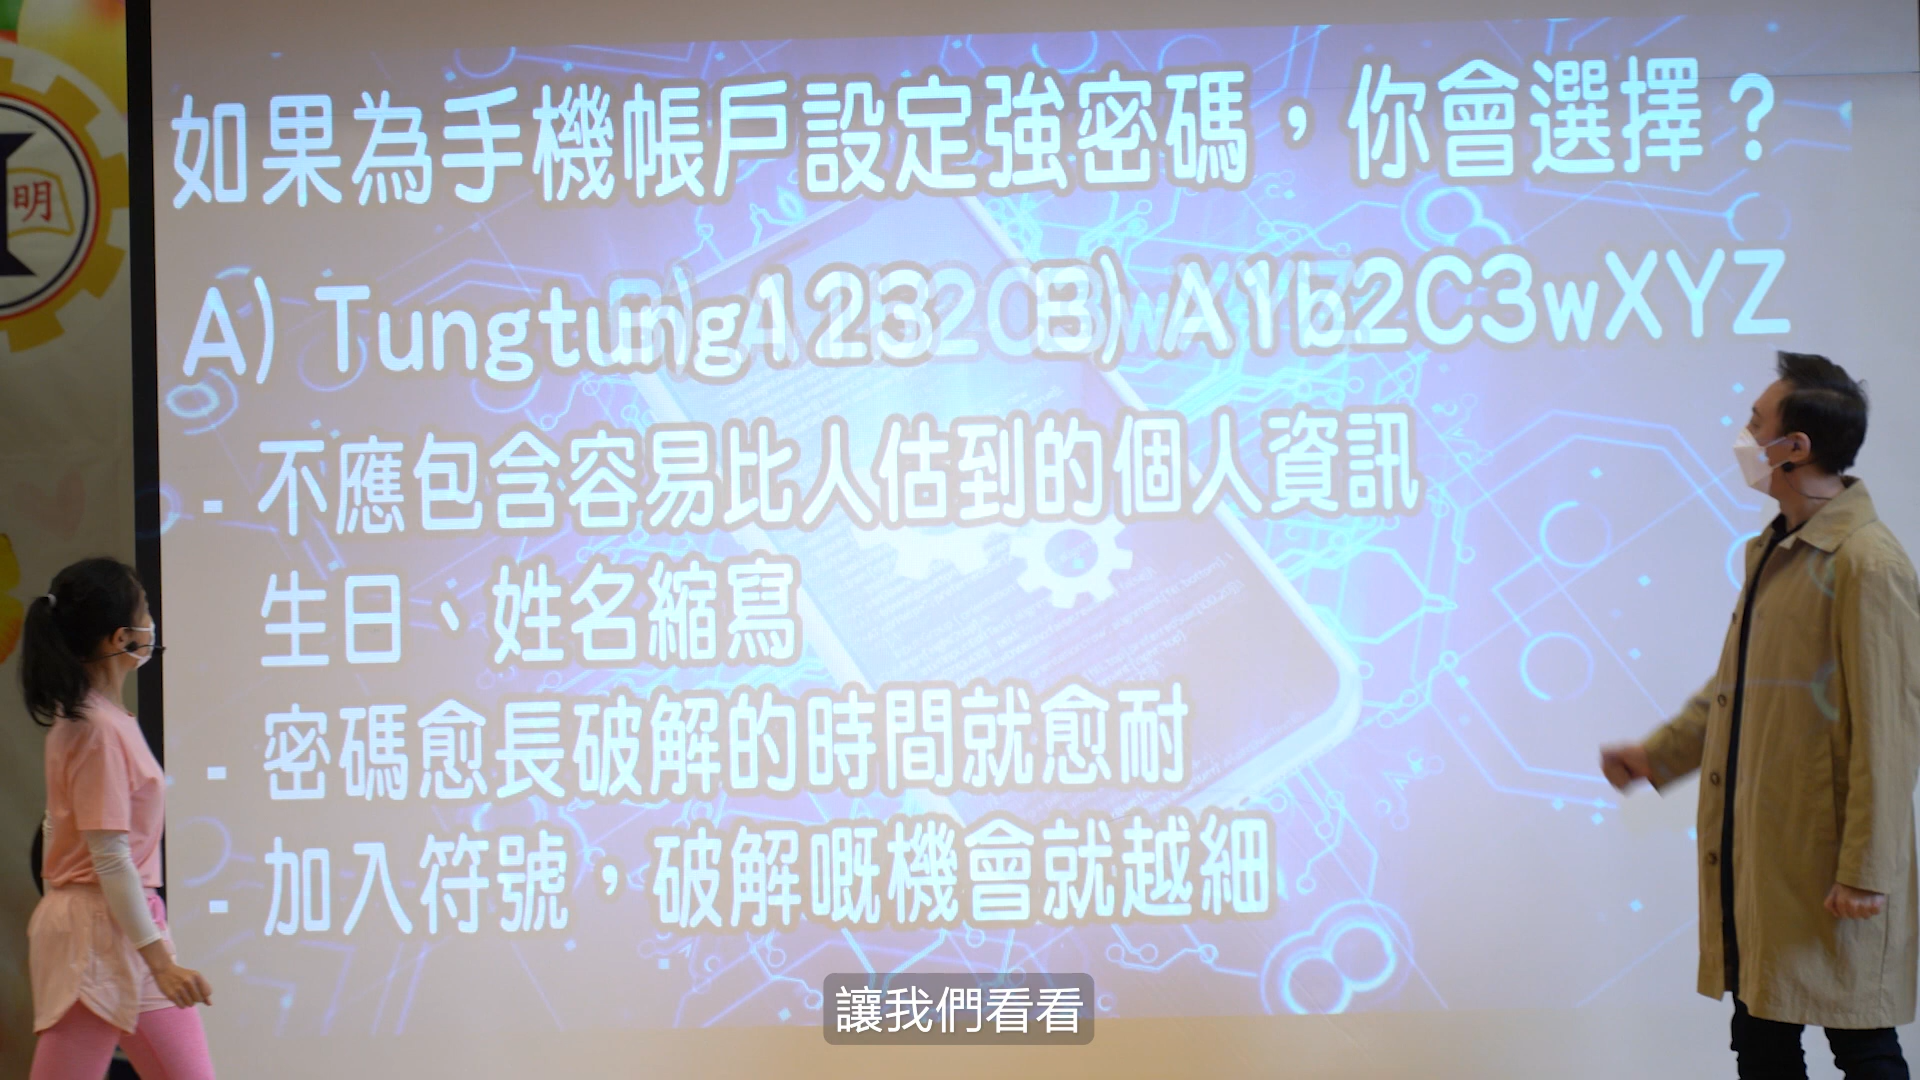 如果為手機帳戶設定強密碼，你會選擇？
A) Tungtung123 B) A1b2C3wXYZ
- 不應包含容易比人估到的個人資訊
生日、姓名縮寫
- 密碼愈長破解的時間就愈耐
- 加入符號，破解嘅機會就越細
明
讓我們看看